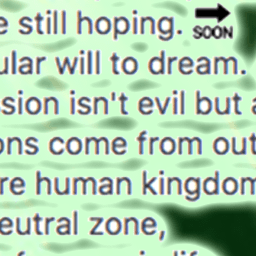 e still hoping.
SOON
ular will to dream.
sion isn't evil but a
ons come from out
re human kingdom
eutral zone,